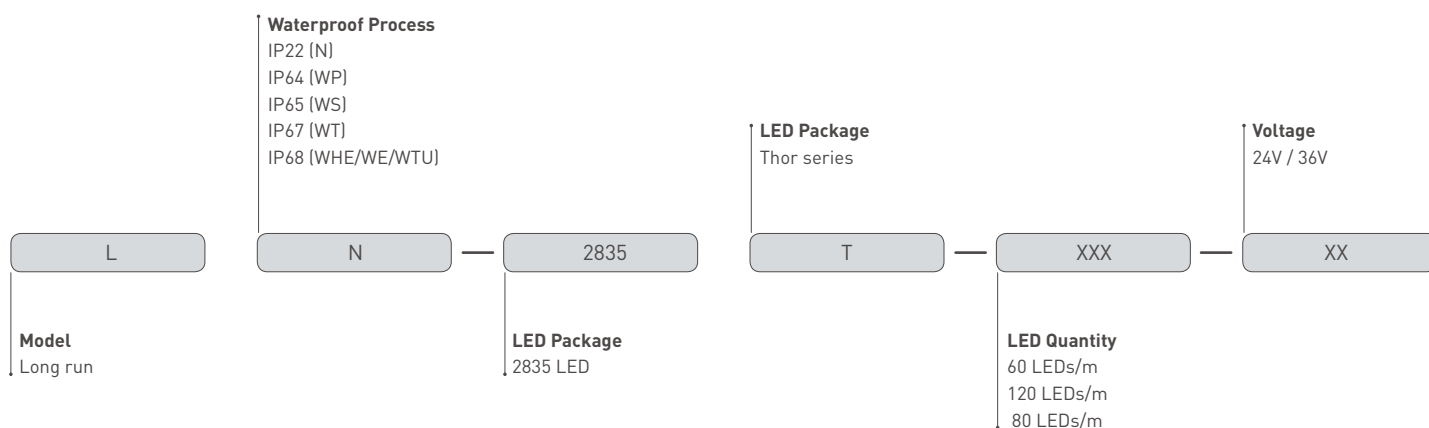 Waterproof Process
IP22 (N)
IP64 (WP)
IP65 (WS)
IP67 (WT)
IP68 (WHE/WE/WTU)
LED Package
Thor series
Voltage
24V / 36V
L
N
2835
T
XXX
XX
Model
Long run
LED Package
2835 LED
LED Quantity
60 LEDs/m
120 LEDs/m
80 LEDs/m